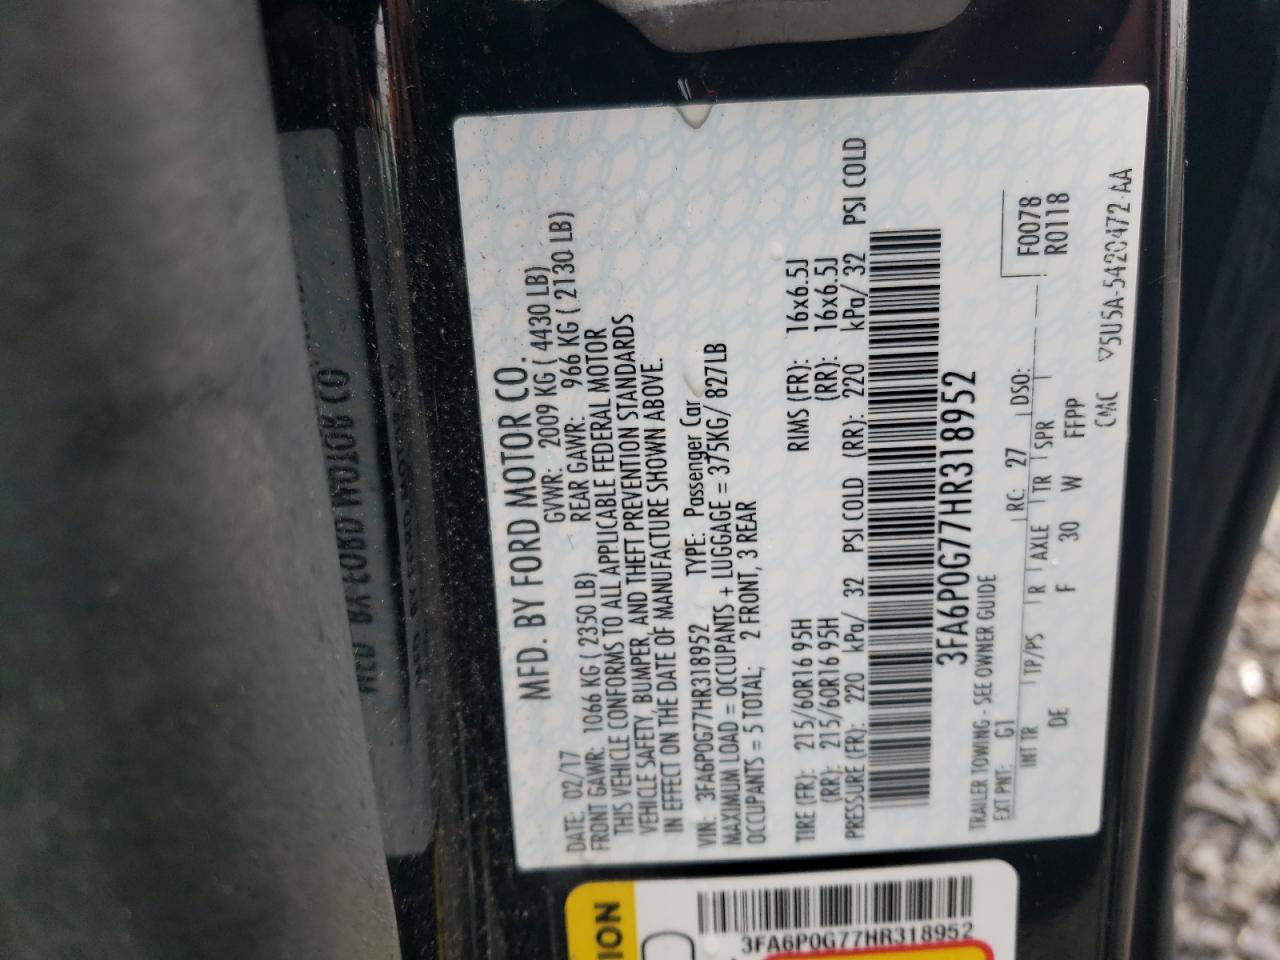 MFD. BY FORD MOTOR CO.
DATE: 02/17 GVWR: 2009 KG ( 4430 LB)
FRONT GAWR: 1066 KG ( 2350 LB) REAR GAWR: 966 KG ( 2130 LB)
THIS VEHICLE CONFORMS TO ALL APPLICABLE FEDERAL MOTOR
VEHICLE SAFETY, BUMPER, AND THEFT PREVENTION STANDARDS
IN EFFECT ON THE DATE OF MANUFACTURE SHOWN ABOVE.
VIN: 3FA6P0G77HR318952 TYPE: Passenger Car
MAXIMUM LOAD = OCCUPANTS + LUGGAGE = 375KG/ 827LB
OCCUPANTS = 5 TOTAL; 2 FRONT, 3 REAR
TIRE (FR): 215/60R16 95H RIMS (FR): 16x6.5J
(RR): 215/60R16 95H (RR): 16x6.5J
PRESSURE (FR): 220 kPa/ 32 PSI COLD (RR): 220 kPa/ 32 PSI COLD
3FA6P0G77HR318952
TRAILER TOWING - SEE OWNER GUIDE
EXT PNT: G1 RC: 27 DSO: F0078
INT TR TP/PS R AXLE TR SPR R0118
DE F 30 W FFPP
CMC ▽5U5A-5420472-AA
ION
3FA6P0G77HR318952